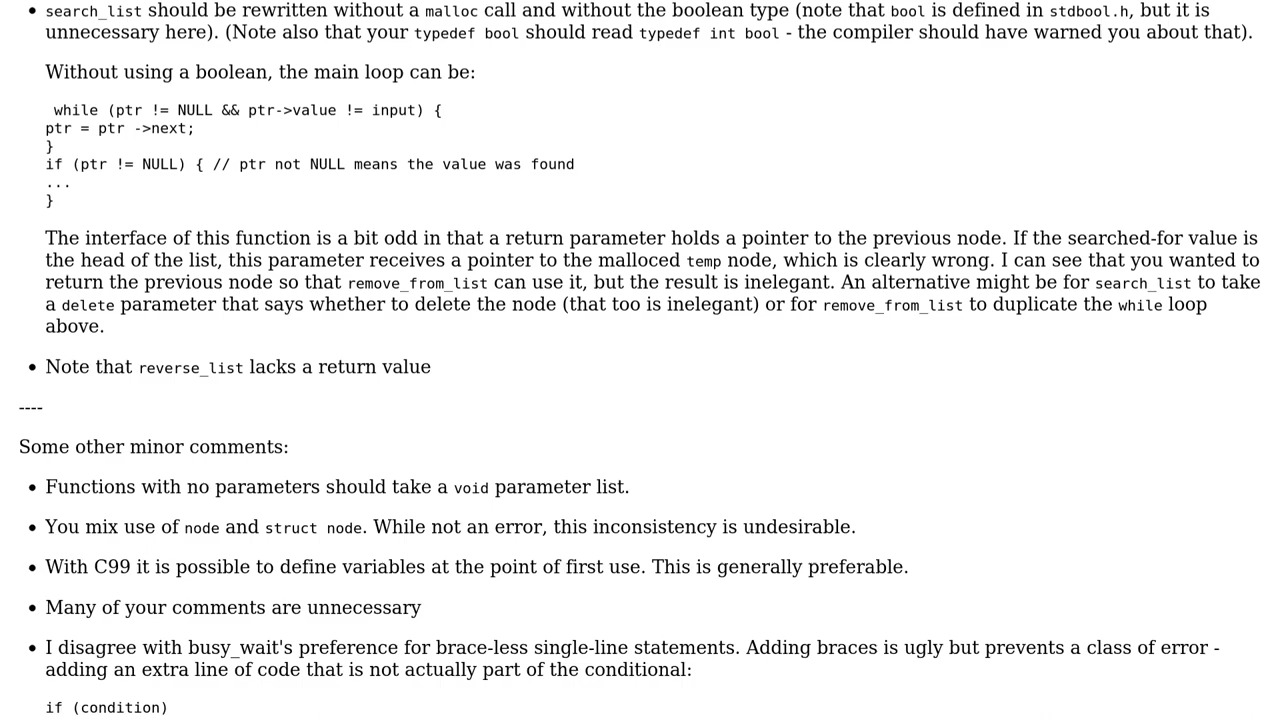 • search_list should be rewritten without a malloc call and without the boolean type (note that bool is defined in stdbool.h, but it is
unnecessary here). (Note also that your typedef bool should read typedef int bool - the compiler should have warned you about that).
Without using a boolean, the main loop can be:
while (ptr != NULL && ptr->value != input) {
ptr = ptr ->next;
}
if (ptr != NULL) { // ptr not NULL means the value was found
...
}
The interface of this function is a bit odd in that a return parameter holds a pointer to the previous node. If the searched-for value is
the head of the list, this parameter receives a pointer to the malloced temp node, which is clearly wrong. I can see that you wanted to
return the previous node so that remove_from_list can use it, but the result is inelegant. An alternative might be for search_list to take
a delete parameter that says whether to delete the node (that too is inelegant) or for remove_from_list to duplicate the while loop
above.
• Note that reverse_list lacks a return value
----
Some other minor comments:
• Functions with no parameters should take a void parameter list.
• You mix use of node and struct node. While not an error, this inconsistency is undesirable.
• With C99 it is possible to define variables at the point of first use. This is generally preferable.
• Many of your comments are unnecessary
• I disagree with busy_wait's preference for brace-less single-line statements. Adding braces is ugly but prevents a class of error -
adding an extra line of code that is not actually part of the conditional:
if (condition)